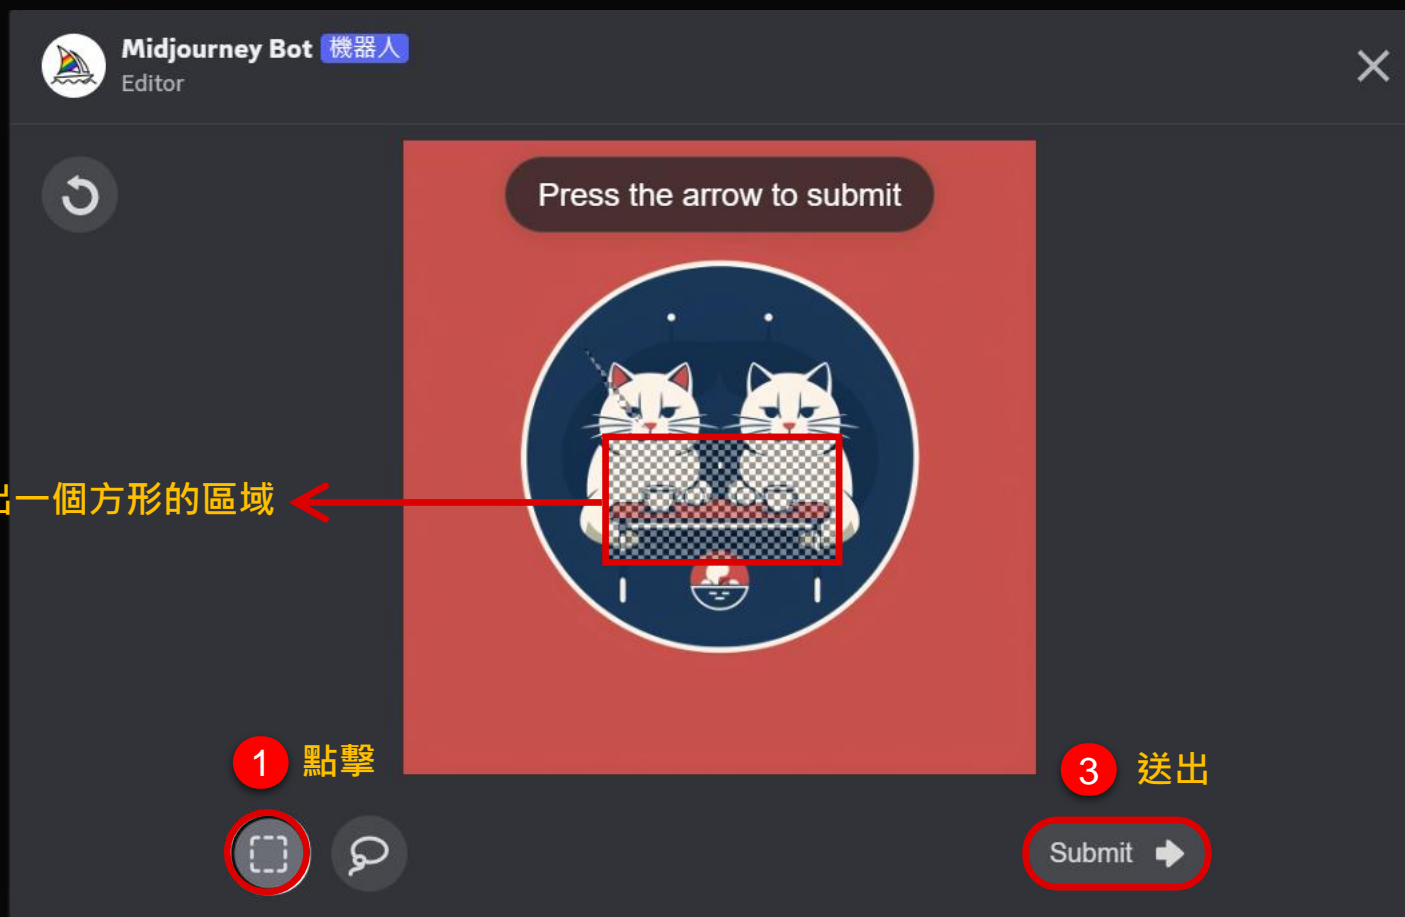 Midjourney Bot 機器人
Editor
Press the arrow to submit
一個方形的區域
1 點擊
3 送出
Submit